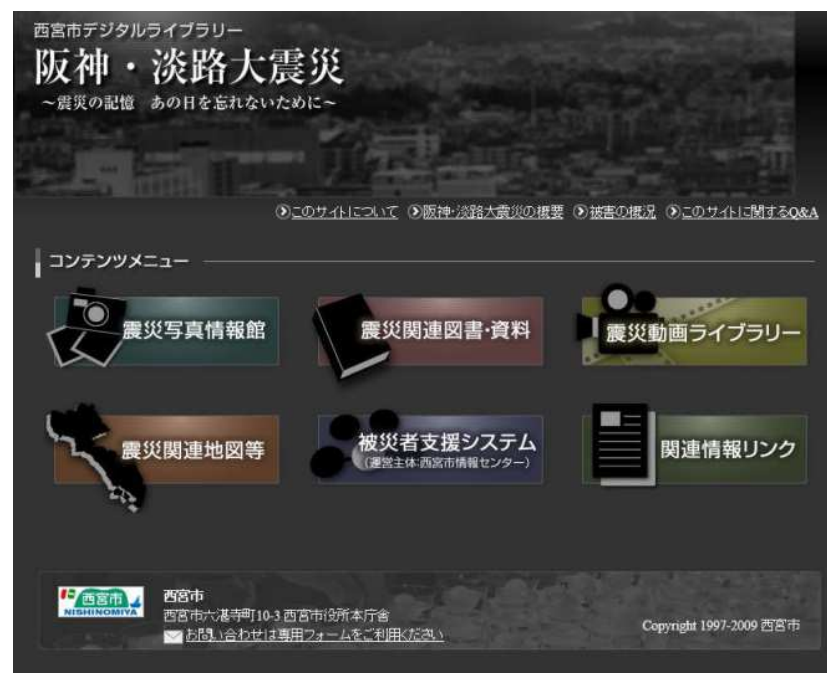 西宮市デジタルライブラリー
阪神・淡路大震災
~震災の記憶 あの日を忘れないために~
このサイトについて 阪神・淡路大震災の概要 被害の概況 このサイトに関するQ&A
コンテンツメニュー
震災写真情報館 震災関連図書・資料 震災動画ライブラリー
震災関連地図等 被災者支援システム 関連情報リンク
(運営主体:西宮市情報センター)
西宮市 NISHINOMIYA
西宮市
西宮市六湛寺町10-3 西宮市役所本庁舎
お問い合わせは専用フォームをご利用ください
Copyright 1997-2009 西宮市